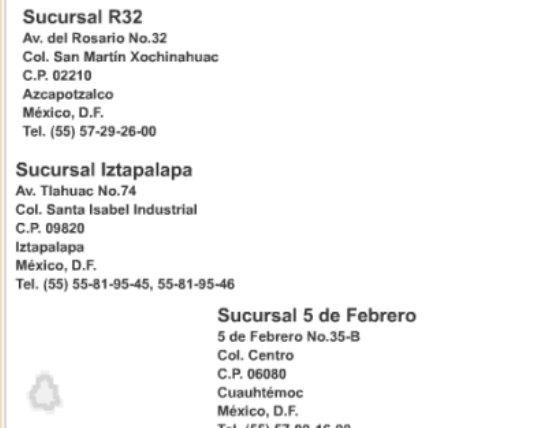 Sucursal R32
Av. del Rosario No.32
Col. San Martín Xochinahuac
C.P. 02210
Azcapotzalco
México, D.F.
Tel. (55) 57-29-26-00
Sucursal Iztapalapa
Av. Tlahuac No.74
Col. Santa Isabel Industrial
C.P. 09820
Iztapalapa
México, D.F.
Tel. (55) 55-81-95-45, 55-81-95-46
Sucursal 5 de Febrero
5 de Febrero No.35-B
Col. Centro
C.P. 06080
Cuauhtémoc
México, D.F.
Tel. (55)